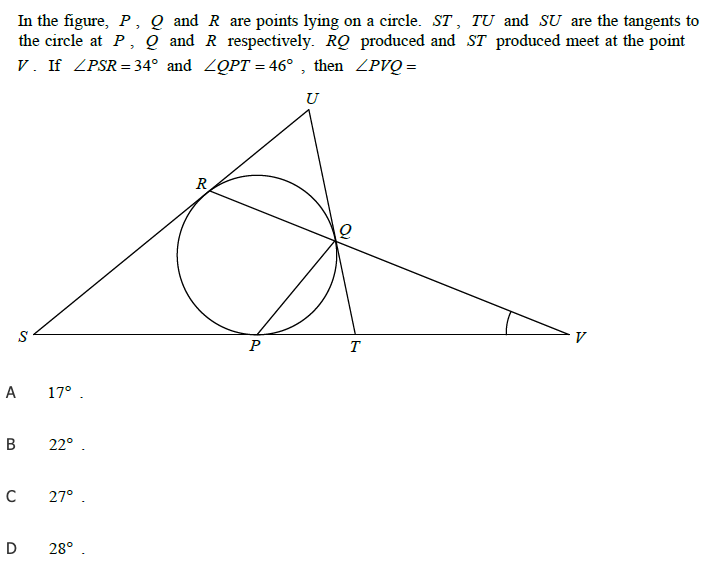 In the figure, P, Q and R are points lying on a circle. ST, TU and SU are the tangents to
the circle at P, Q and R respectively. RQ produced and ST produced meet at the point
V. If ∠PSR = 34° and ∠QPT = 46°, then ∠PVQ =
U
R
Q
S
P
T
V
A 17°.
B 22°.
C 27°.
D 28°.